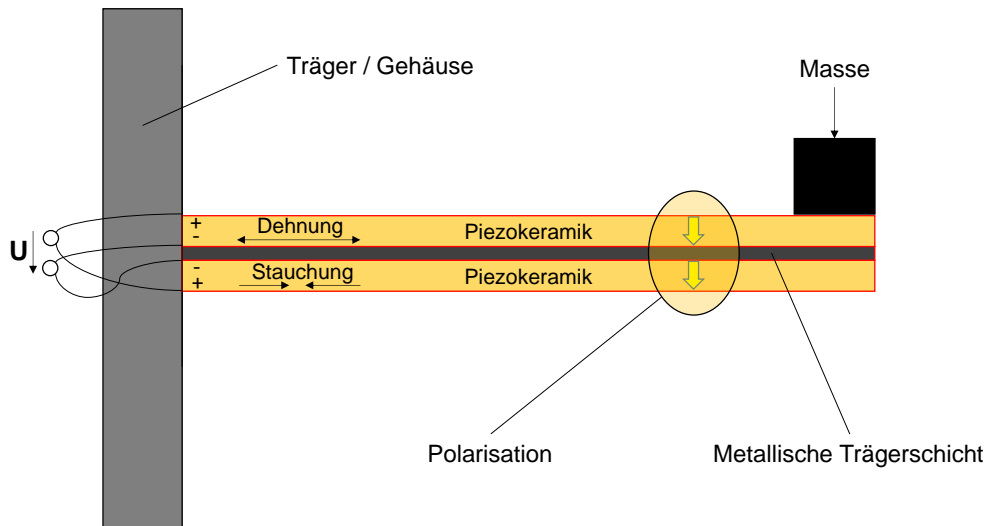 Träger / Gehäuse
Masse
+
Dehnung
Piezokeramik
-
U
-
Stauchung
Piezokeramik
+
Polarisation
Metallische Trägerschicht